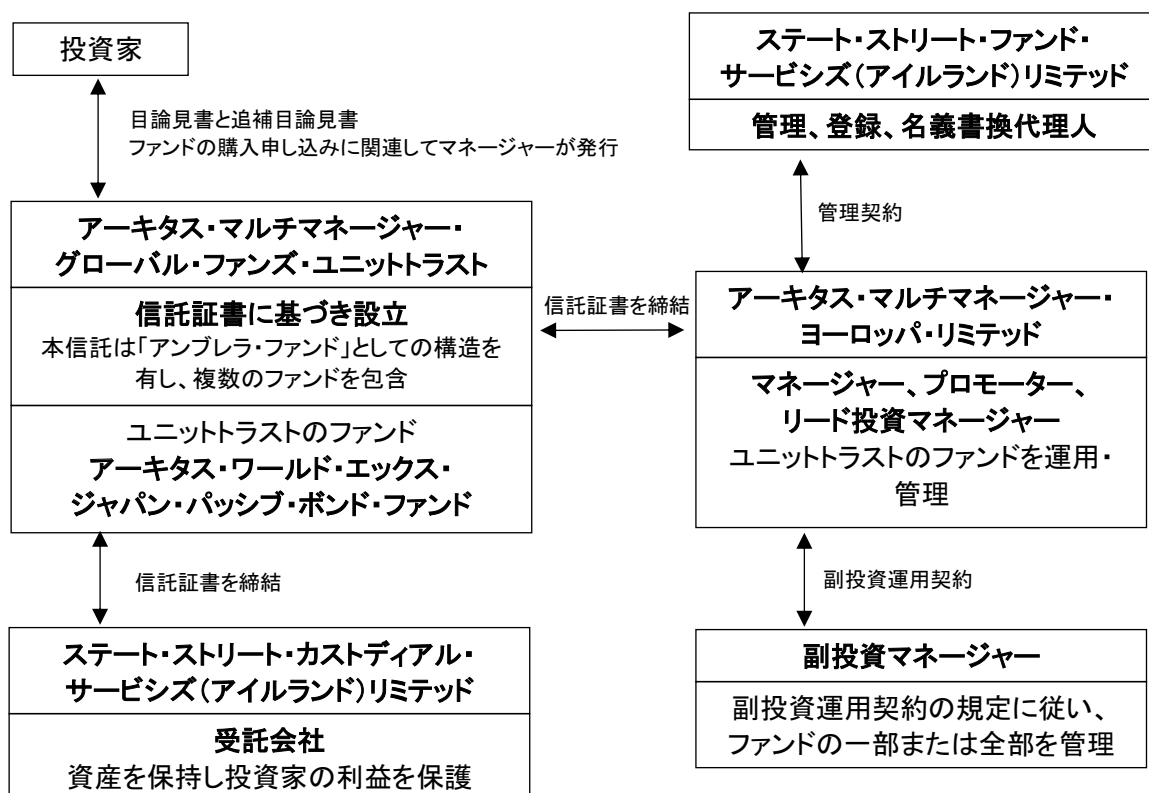 投資家
目論見書と追補目論見書
ファンドの購入申し込みに関連してマネージャーが発行
アーキタス・マルチマネージャー・
グローバル・ファンズ・ユニットトラスト
信託証書に基づき設立
本信託は「アンブレラ・ファンド」としての構造を
有し、複数のファンドを包含
ユニットトラストのファンド
アーキタス・ワールド・エックス・
ジャパン・パッシブ・ボンド・ファンド
信託証書を締結
ステート・ストリート・カストディアル・
サービシズ(アイルランド)リミテッド
受託会社
資産を保持し投資家の利益を保護
信託証書を締結
ステート・ストリート・ファンド・
サービシズ(アイルランド)リミテッド
管理、登録、名義書換代理人
管理契約
アーキタス・マルチマネージャー・
ヨーロッパ・リミテッド
マネージャー、プロモーター、
リード投資マネージャー
ユニットトラストのファンドを運用・
管理
副投資運用契約
副投資マネージャー
副投資運用契約の規定に従い、
ファンドの一部または全部を管理